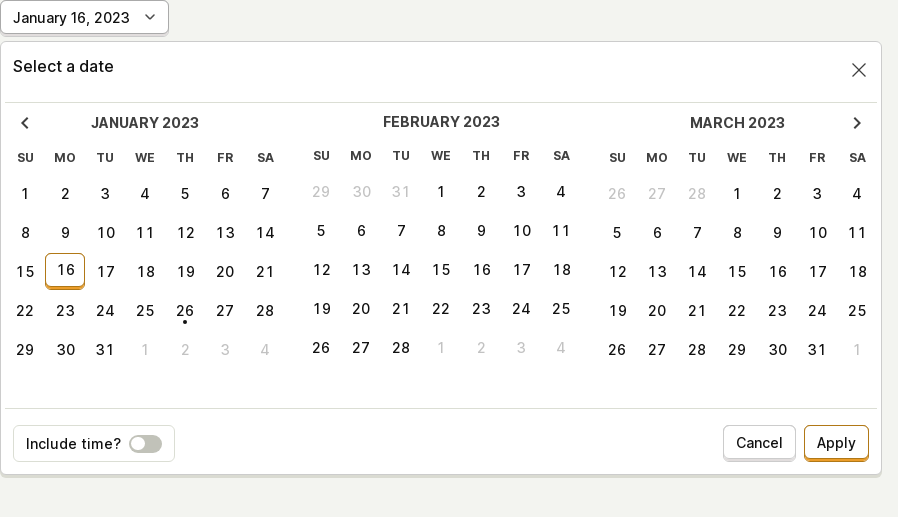 January 16, 2023
Select a date
JANUARY 2023
SU MO TU WE TH FR SA
1 2 3 4 5 6 7
8 9 10 11 12 13 14
15 16 17 18 19 20 21
22 23 24 25 26 27 28
29 30 31 1 2 3 4
FEBRUARY 2023
SU MO TU WE TH FR SA
29 30 31 1 2 3 4
5 6 7 8 9 10 11
12 13 14 15 16 17 18
19 20 21 22 23 24 25
26 27 28 1 2 3 4
MARCH 2023
SU MO TU WE TH FR SA
26 27 28 1 2 3 4
5 6 7 8 9 10 11
12 13 14 15 16 17 18
19 20 21 22 23 24 25
26 27 28 29 30 31 1
Include time?
Cancel
Apply